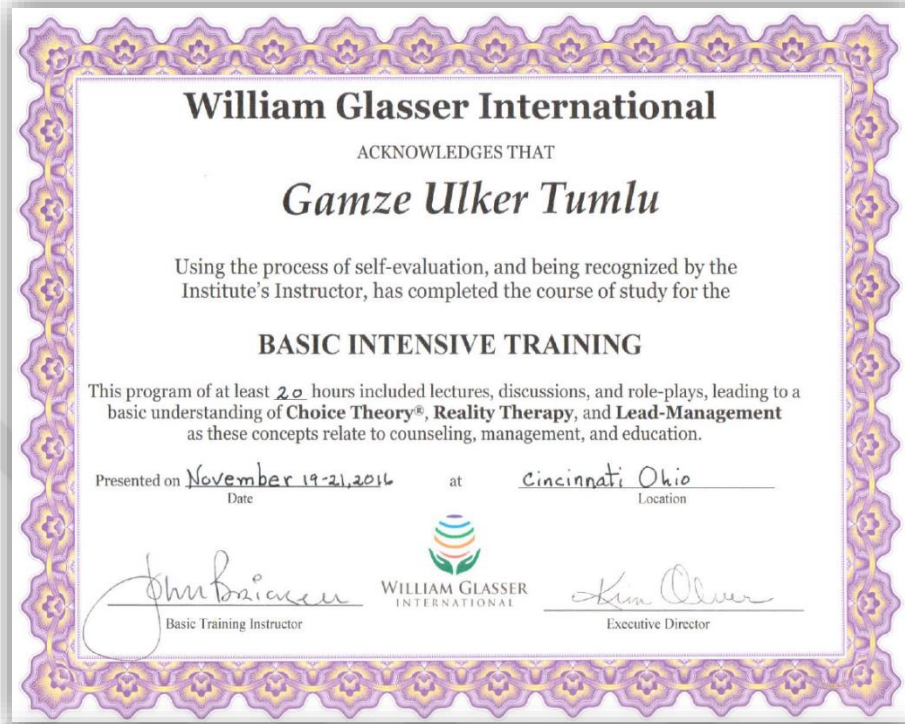 William Glasser International
ACKNOWLEDGES THAT
Gamze Ulker Tumlu
Using the process of self-evaluation, and being recognized by the
Institute's Instructor, has completed the course of study for the
BASIC INTENSIVE TRAINING
This program of at least 20 hours included lectures, discussions, and role-plays, leading to a
basic understanding of Choice Theory®, Reality Therapy, and Lead-Management
as these concepts relate to counseling, management, and education.
Presented on November 19-21, 2016 at Cincinnati Ohio
Date Location
John
WILLIAM GLASSER
INTERNATIONAL
Kim Olver
Basic Training Instructor Executive Director